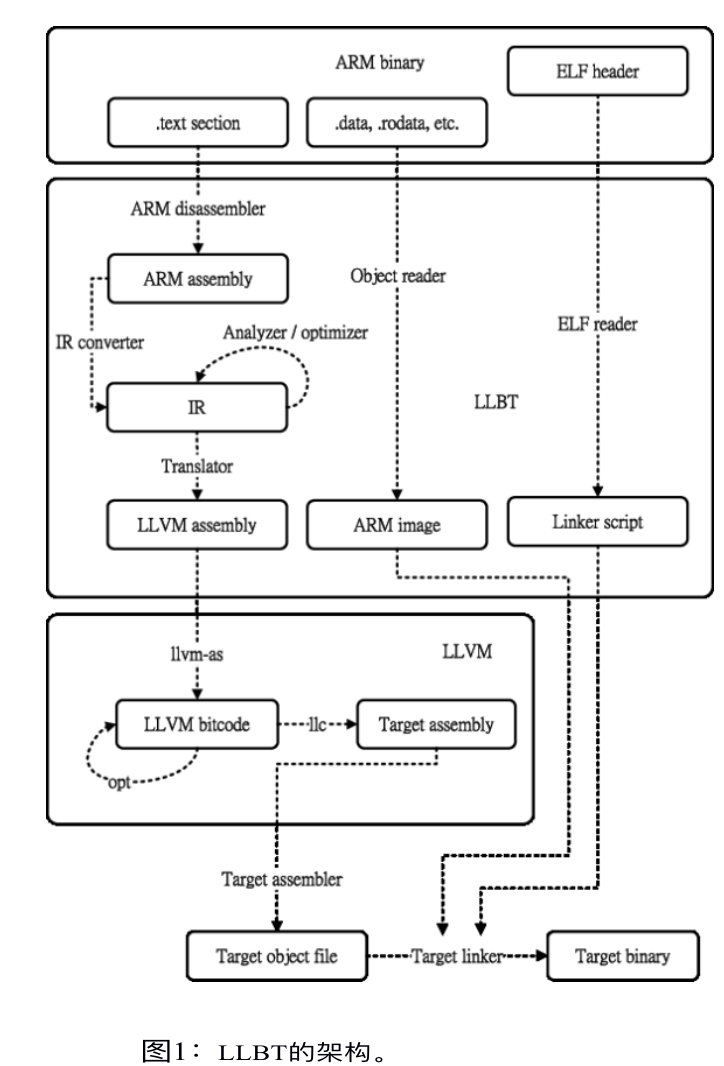 ARM binary
ELF header
.text section
.data, .rodata, etc.
ARM disassembler
ARM assembly
Object reader
ELF reader
IR converter
Analyzer / optimizer
IR
LLBT
Translator
LLVM assembly
ARM image
Linker script
llvm-as
LLVM
LLVM bitcode
llc
Target assembly
opt
Target assembler
Target object file
Target linker
Target binary
图1：LLBT的架构。